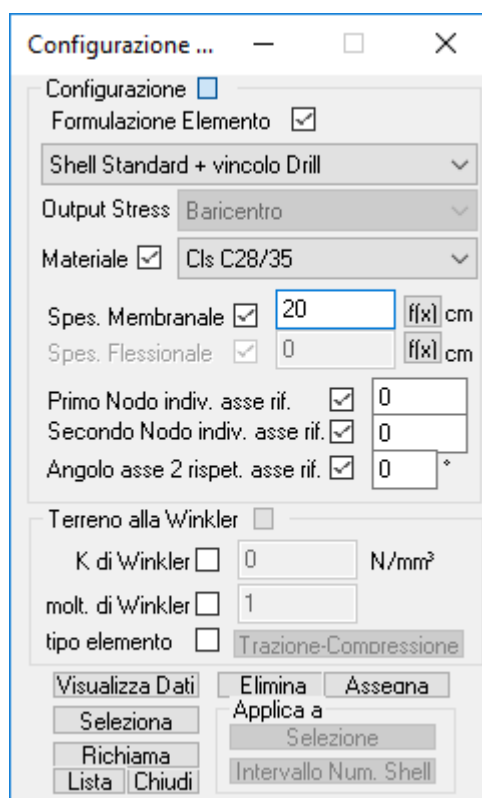 Configurazione ...
Configurazione
Formulazione Elemento
Shell Standard + vincolo Drill
Output Stress Baricentro
Materiale Cls C28/35
Spes. Membranale 20 f(x) cm
Spes. Flessionale 0 f(x) cm
Primo Nodo indiv. asse rif. 0
Secondo Nodo indiv. asse rif. 0
Angolo asse 2 rispet. asse rif. 0 °
Terreno alla Winkler
K di Winkler 0 N/mm³
molt. di Winkler 1
tipo elemento Trazione-Compressione
Visualizza Dati Elimina Assegna
Seleziona Applica a
Selezione
Richiama
Intervallo Num. Shell
Lista Chiudi